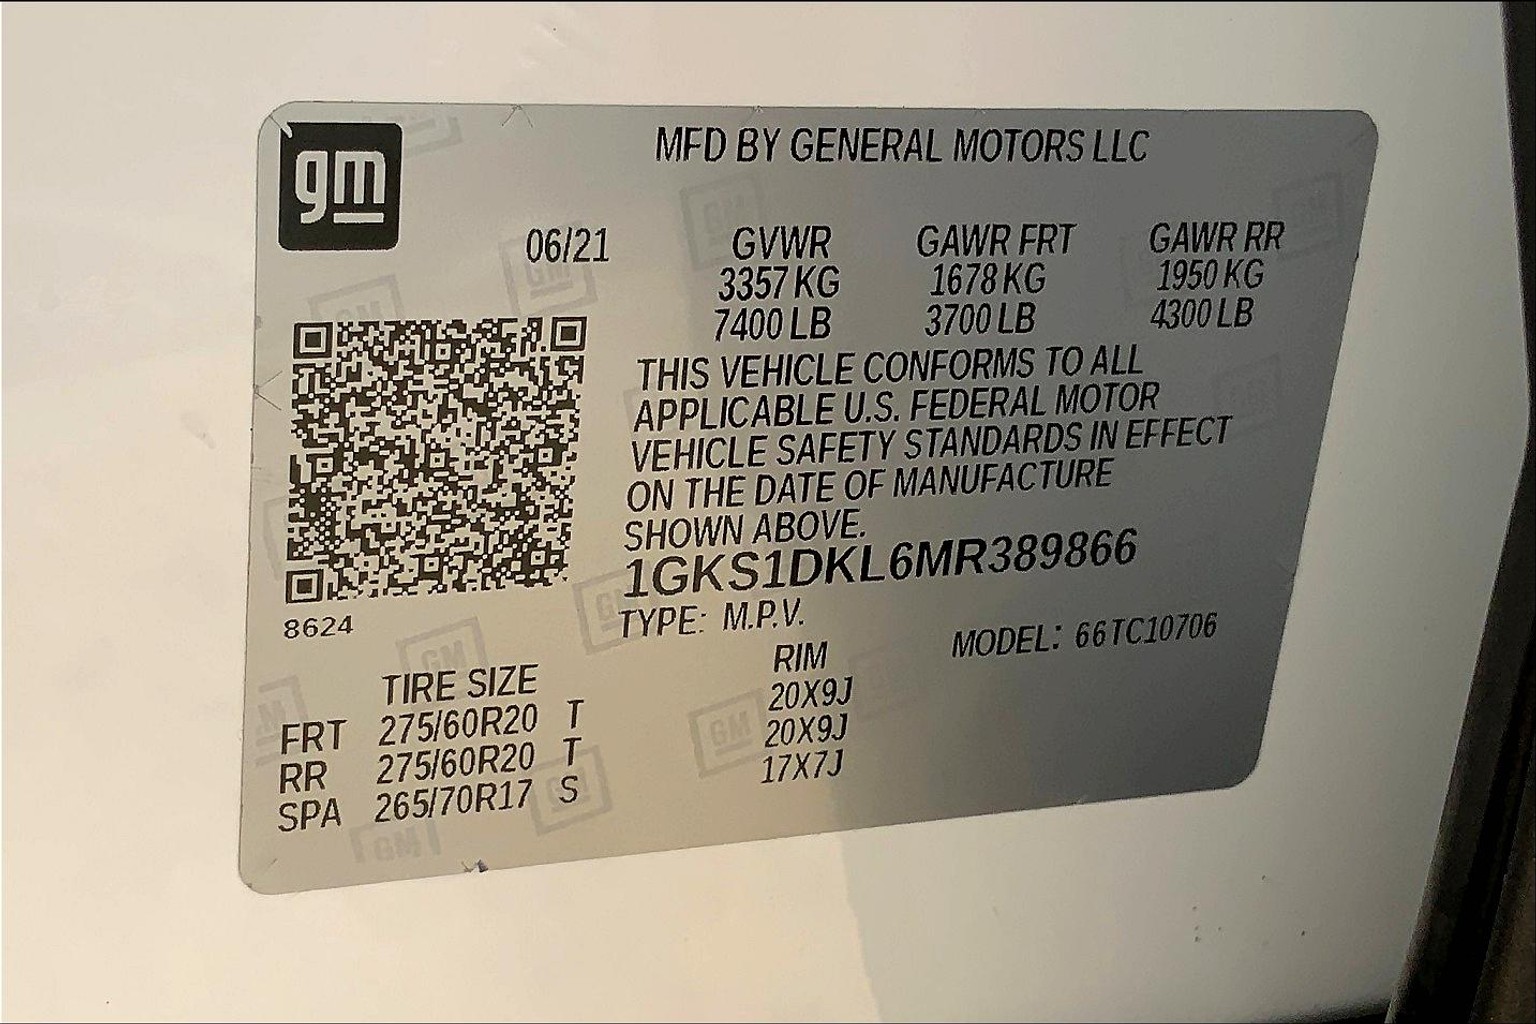 gm
MFD BY GENERAL MOTORS LLC
06/21 GVWR GAWR FRT GAWR RR
3357 KG 1678 KG 1950 KG
7400 LB 3700 LB 4300 LB
THIS VEHICLE CONFORMS TO ALL
APPLICABLE U.S. FEDERAL MOTOR
VEHICLE SAFETY STANDARDS IN EFFECT
ON THE DATE OF MANUFACTURE
SHOWN ABOVE.
1GKS1DKL6MR389866
8624
TYPE: M.P.V.
MODEL: 66TC10706
TIRE SIZE RIM
FRT 275/60R20 T 20X9J
RR 275/60R20 T 20X9J
SPA 265/70R17 S 17X7J